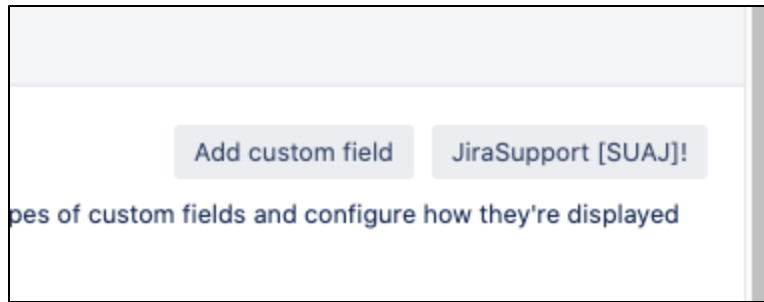 Add custom field JiraSupport [SUAJ]!
pes of custom fields and configure how they're displayed